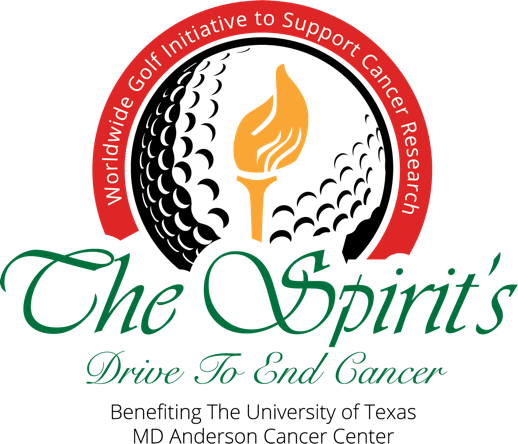 Worldwide Golf Initiative to Support Cancer Research
The Spirit's
Drive To End Cancer
Benefiting The University of Texas
MD Anderson Cancer Center